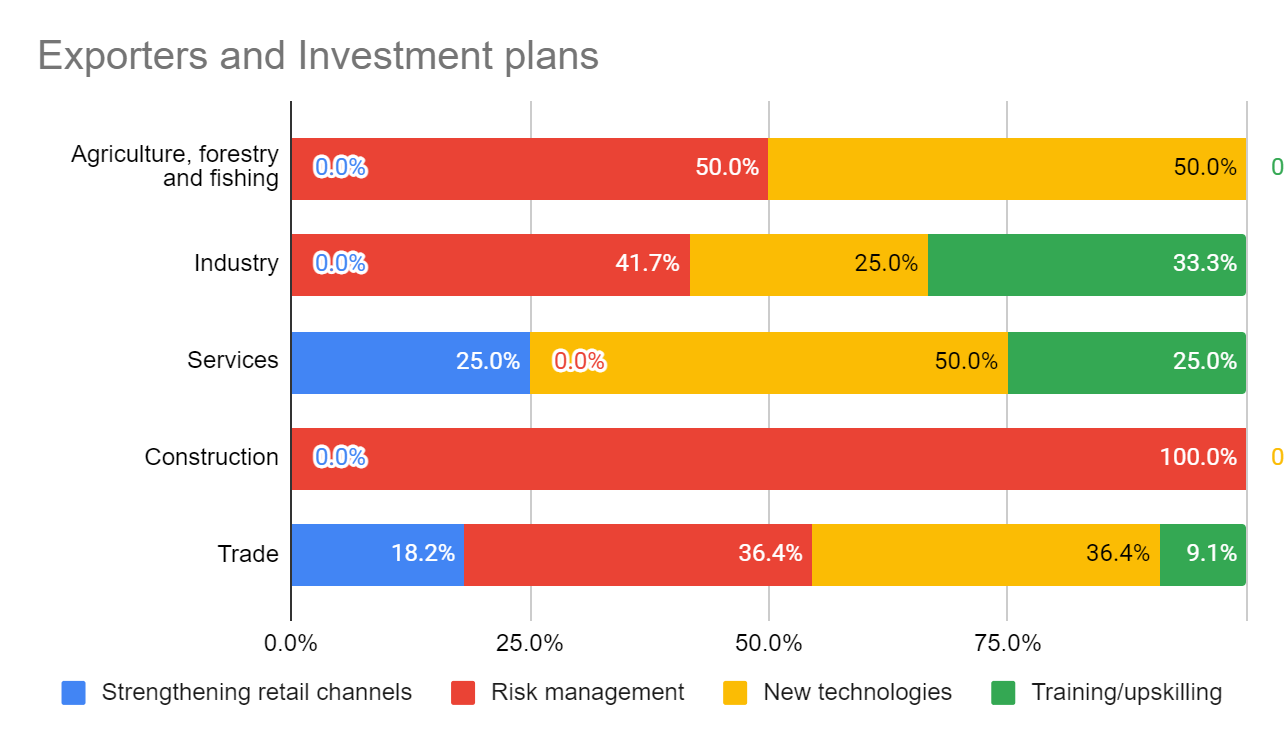 Exporters and Investment plans
Agriculture, forestry
and fishing
0.0%
50.0%
50.0%
0
Industry
0.0%
41.7%
25.0%
33.3%
Services
25.0%
0.0%
50.0%
25.0%
Construction
0.0%
100.0%
0
Trade
18.2%
36.4%
36.4%
9.1%
0.0%
25.0%
50.0%
75.0%
Strengthening retail channels
Risk management
New technologies
Training/upskilling